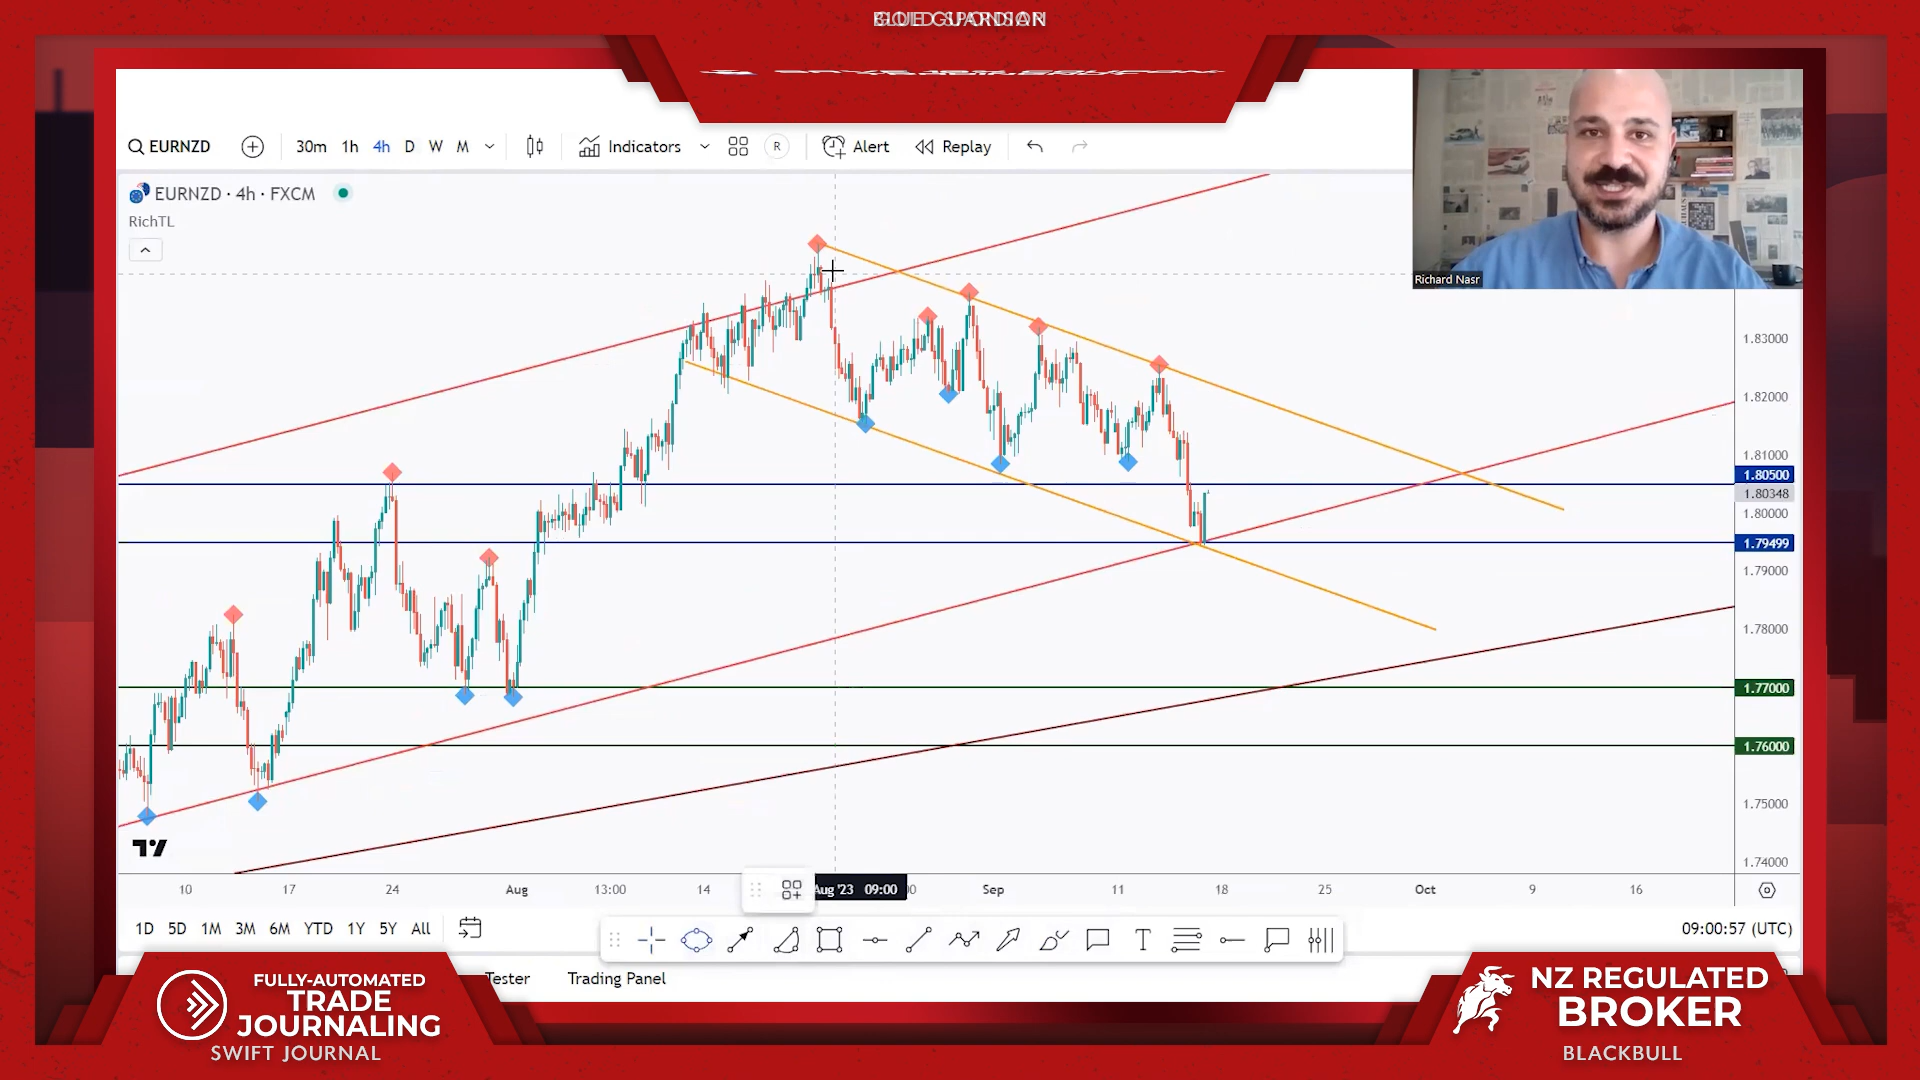 EURNZD
30m 1h 4h D W M
Indicators
R
Alert
Replay
EURNZD · 4h · FXCM
RichTL
Richard Nasr
1.83000
1.82000
1.81000
1.80500
1.80348
1.80000
1.79499
1.79000
1.78000
1.77000
1.76000
1.75000
1.74000
10 17 24 Aug 13:00 14 Aug '23 09:00 Sep 11 18 25 Oct 9 16
1D 5D 1M 3M 6M YTD 1Y 5Y All
09:00:57 (UTC)
T
Tester
Trading Panel
FULLY-AUTOMATED
TRADE
JOURNALING
SWIFT JOURNAL
NZ REGULATED
BROKER
BLACKBULL